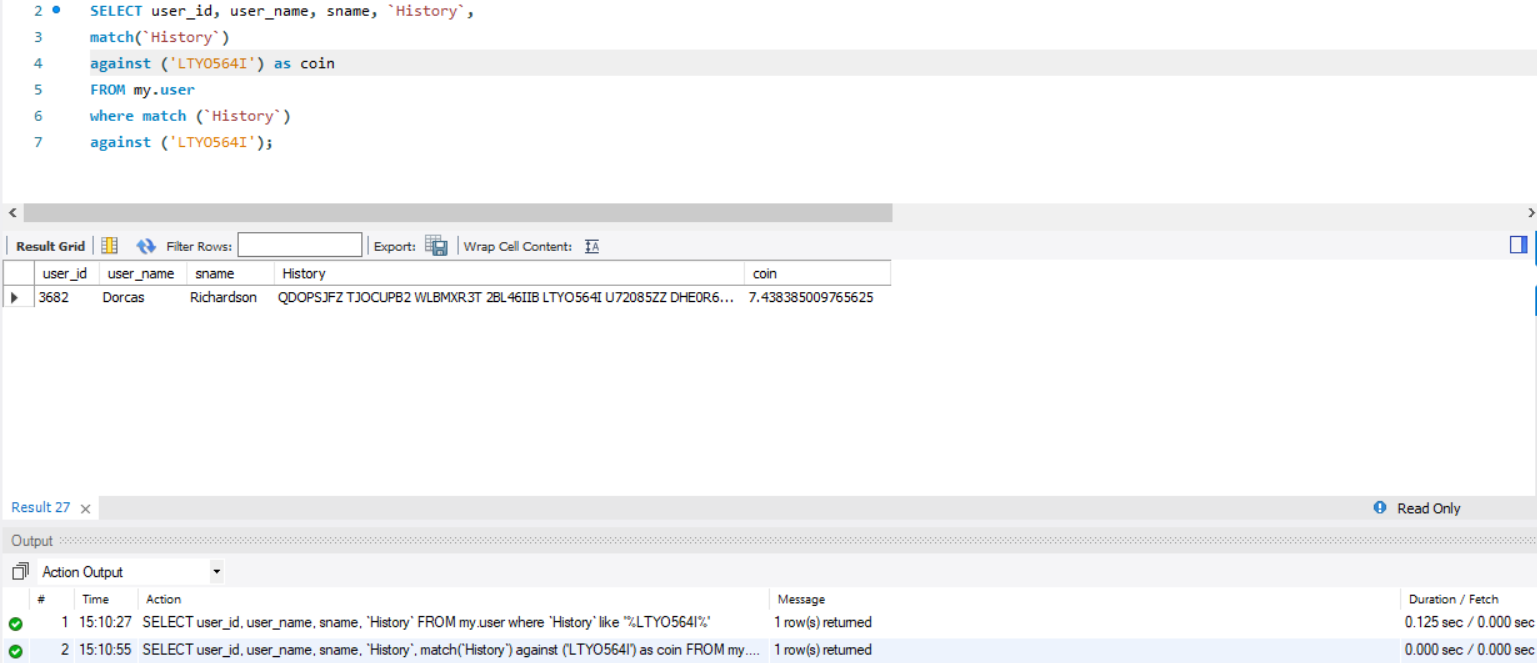 2 SELECT user_id, user_name, sname, `History`,
3 match(`History`)
4 against ('LTYO564I') as coin
5 FROM my.user
6 where match (`History`)
7 against ('LTYO564I');
Result Grid Filter Rows: Export: Wrap Cell Content:
user_id user_name sname History coin
3682 Dorcas Richardson QDOPSJFZ TJOCUPB2 WLBMXR3T 2BL46IIB LTYO564I U72085ZZ DHE0R6... 7.438385009765625
Result 27 Read Only
Output
Action Output
# Time Action Message Duration / Fetch
1 15:10:27 SELECT user_id, user_name, sname, `History` FROM my.user where `History` like "%LTYO564I%" 1 row(s) returned 0.125 sec / 0.000 sec
2 15:10:55 SELECT user_id, user_name, sname, `History`, match(`History`) against ('LTYO564I') as coin FROM my.... 1 row(s) returned 0.000 sec / 0.000 sec